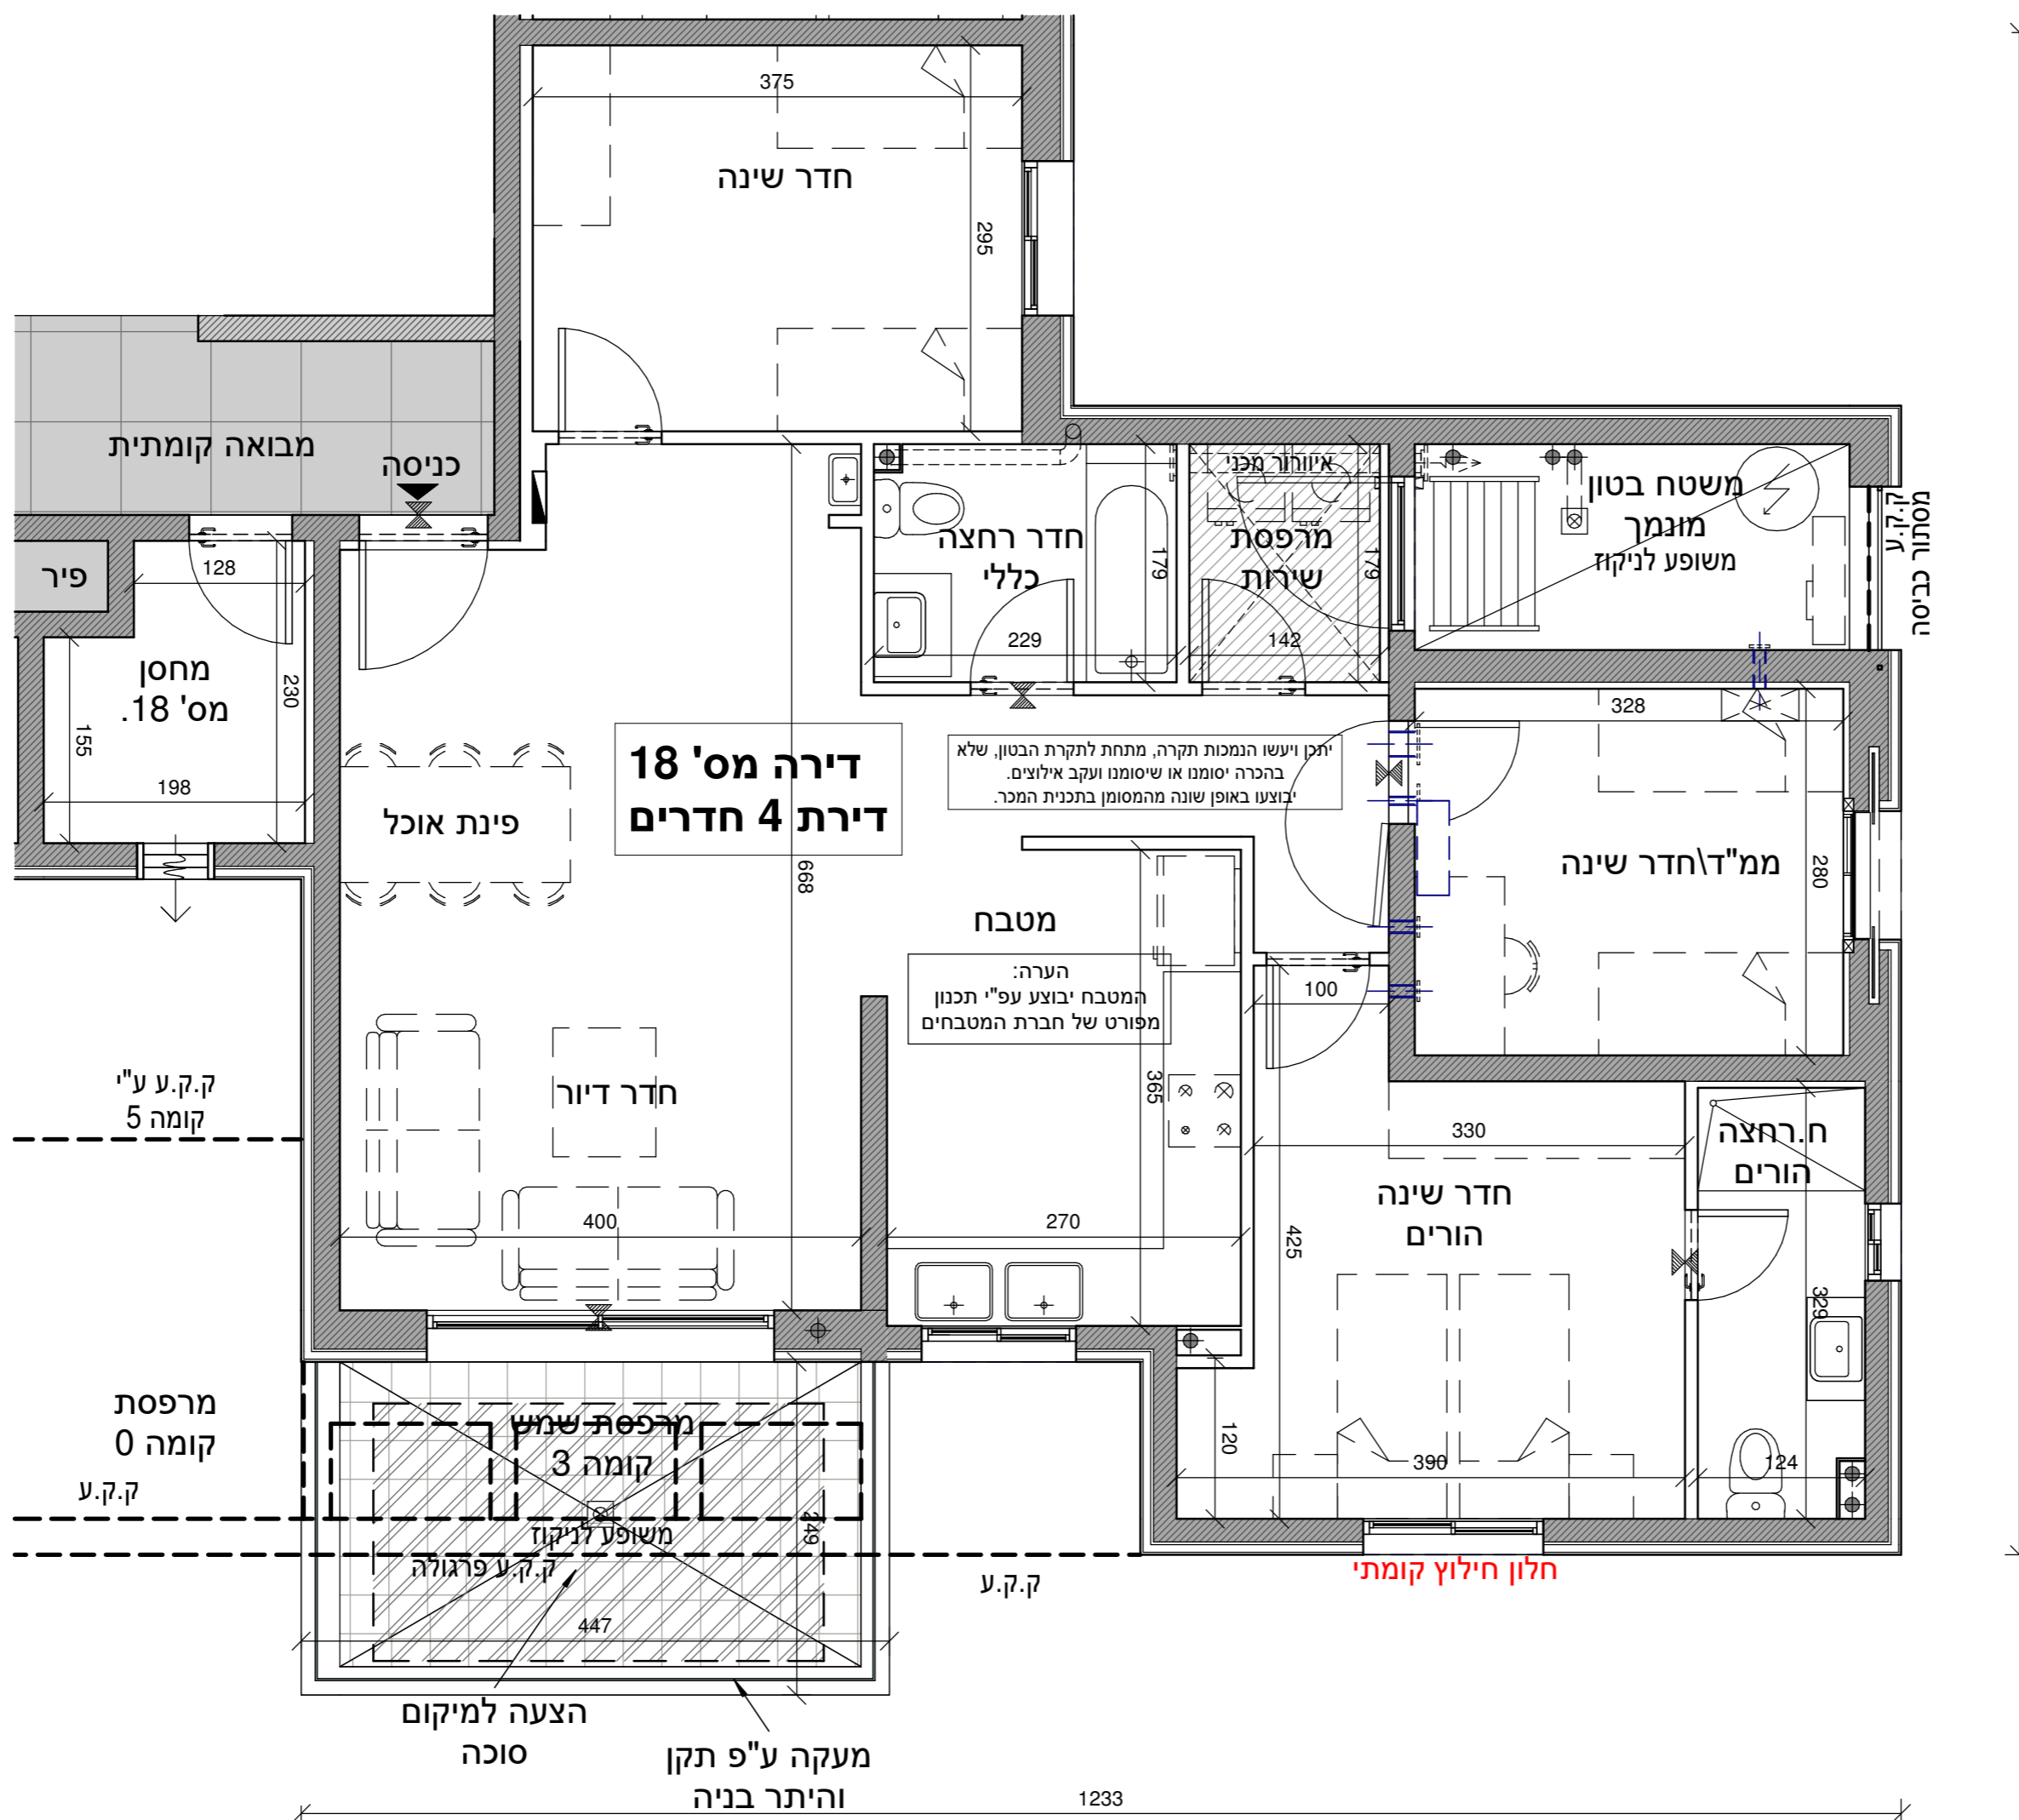 375
חדר שינה
295
מבואה קומתית
כניסה
איוורור מכני
משטח בטון
מונמך
משופע לניקוז
ק.ק.ע
מסתור כביסה
חדר רחצה
כללי
179
מרפסת
שירות
179
229
142
פיר
128
מחסן
מס' 18.
230
155
198
328
דירה מס' 18
דירת 4 חדרים
יתכן ויעשו הנמכות תקרה, מתחת לתקרת הבטון, שלא
בהכרה יסומנו או שיסומנו ועקב אילוצים.
יבוצעו באופן שונה מהמסומן בתכנית המכר.
פינת אוכל
668
ממ"ד\חדר שינה
280
מטבח
הערה:
המטבח יבוצע עפ"י תכנון
מפורט של חברת המטבחים
100
365
חדר דיור
ק.ק.ע ע"י
קומה 5
330
ח.רחצה
הורים
חדר שינה
הורים
400
270
425
329
מרפסת
קומה 0
ק.ק.ע
מרפסת שמש
קומה 3
משופע לניקוז
ק.ק.ע פרגולה
249
447
120
390
124
ק.ק.ע
חלון חילוץ קומתי
הצעה למיקום
סוכה
מעקה ע"פ תקן
והיתר בניה
1233